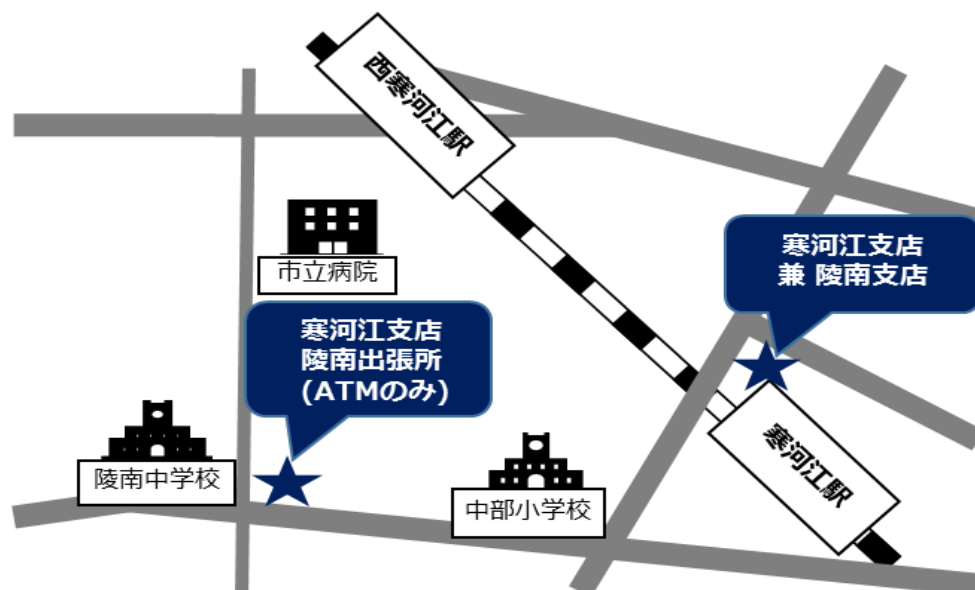 西寒河江駅
市立病院
寒河江支店
兼 陵南支店
寒河江支店
陵南出張所
(ATMのみ)
陵南中学校
中部小学校
寒河江駅